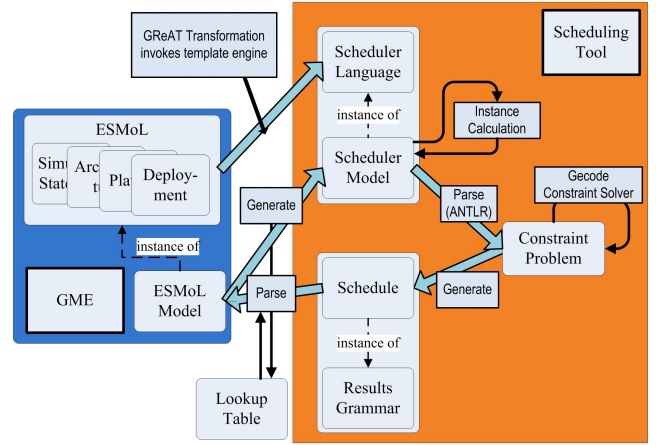 GReAT Transformation
invokes template engine
Scheduler
Language
Scheduling
Tool
instance of
Instance
Calculation
ESMoL
Deploy-
ment
Scheduler
Model
Gecode
Constraint Solver
Generate
Parse
(ANTLR)
instance of
Constraint
Problem
GME
ESMoL
Model
Parse
Schedule
Generate
instance of
Lookup
Table
Results
Grammar